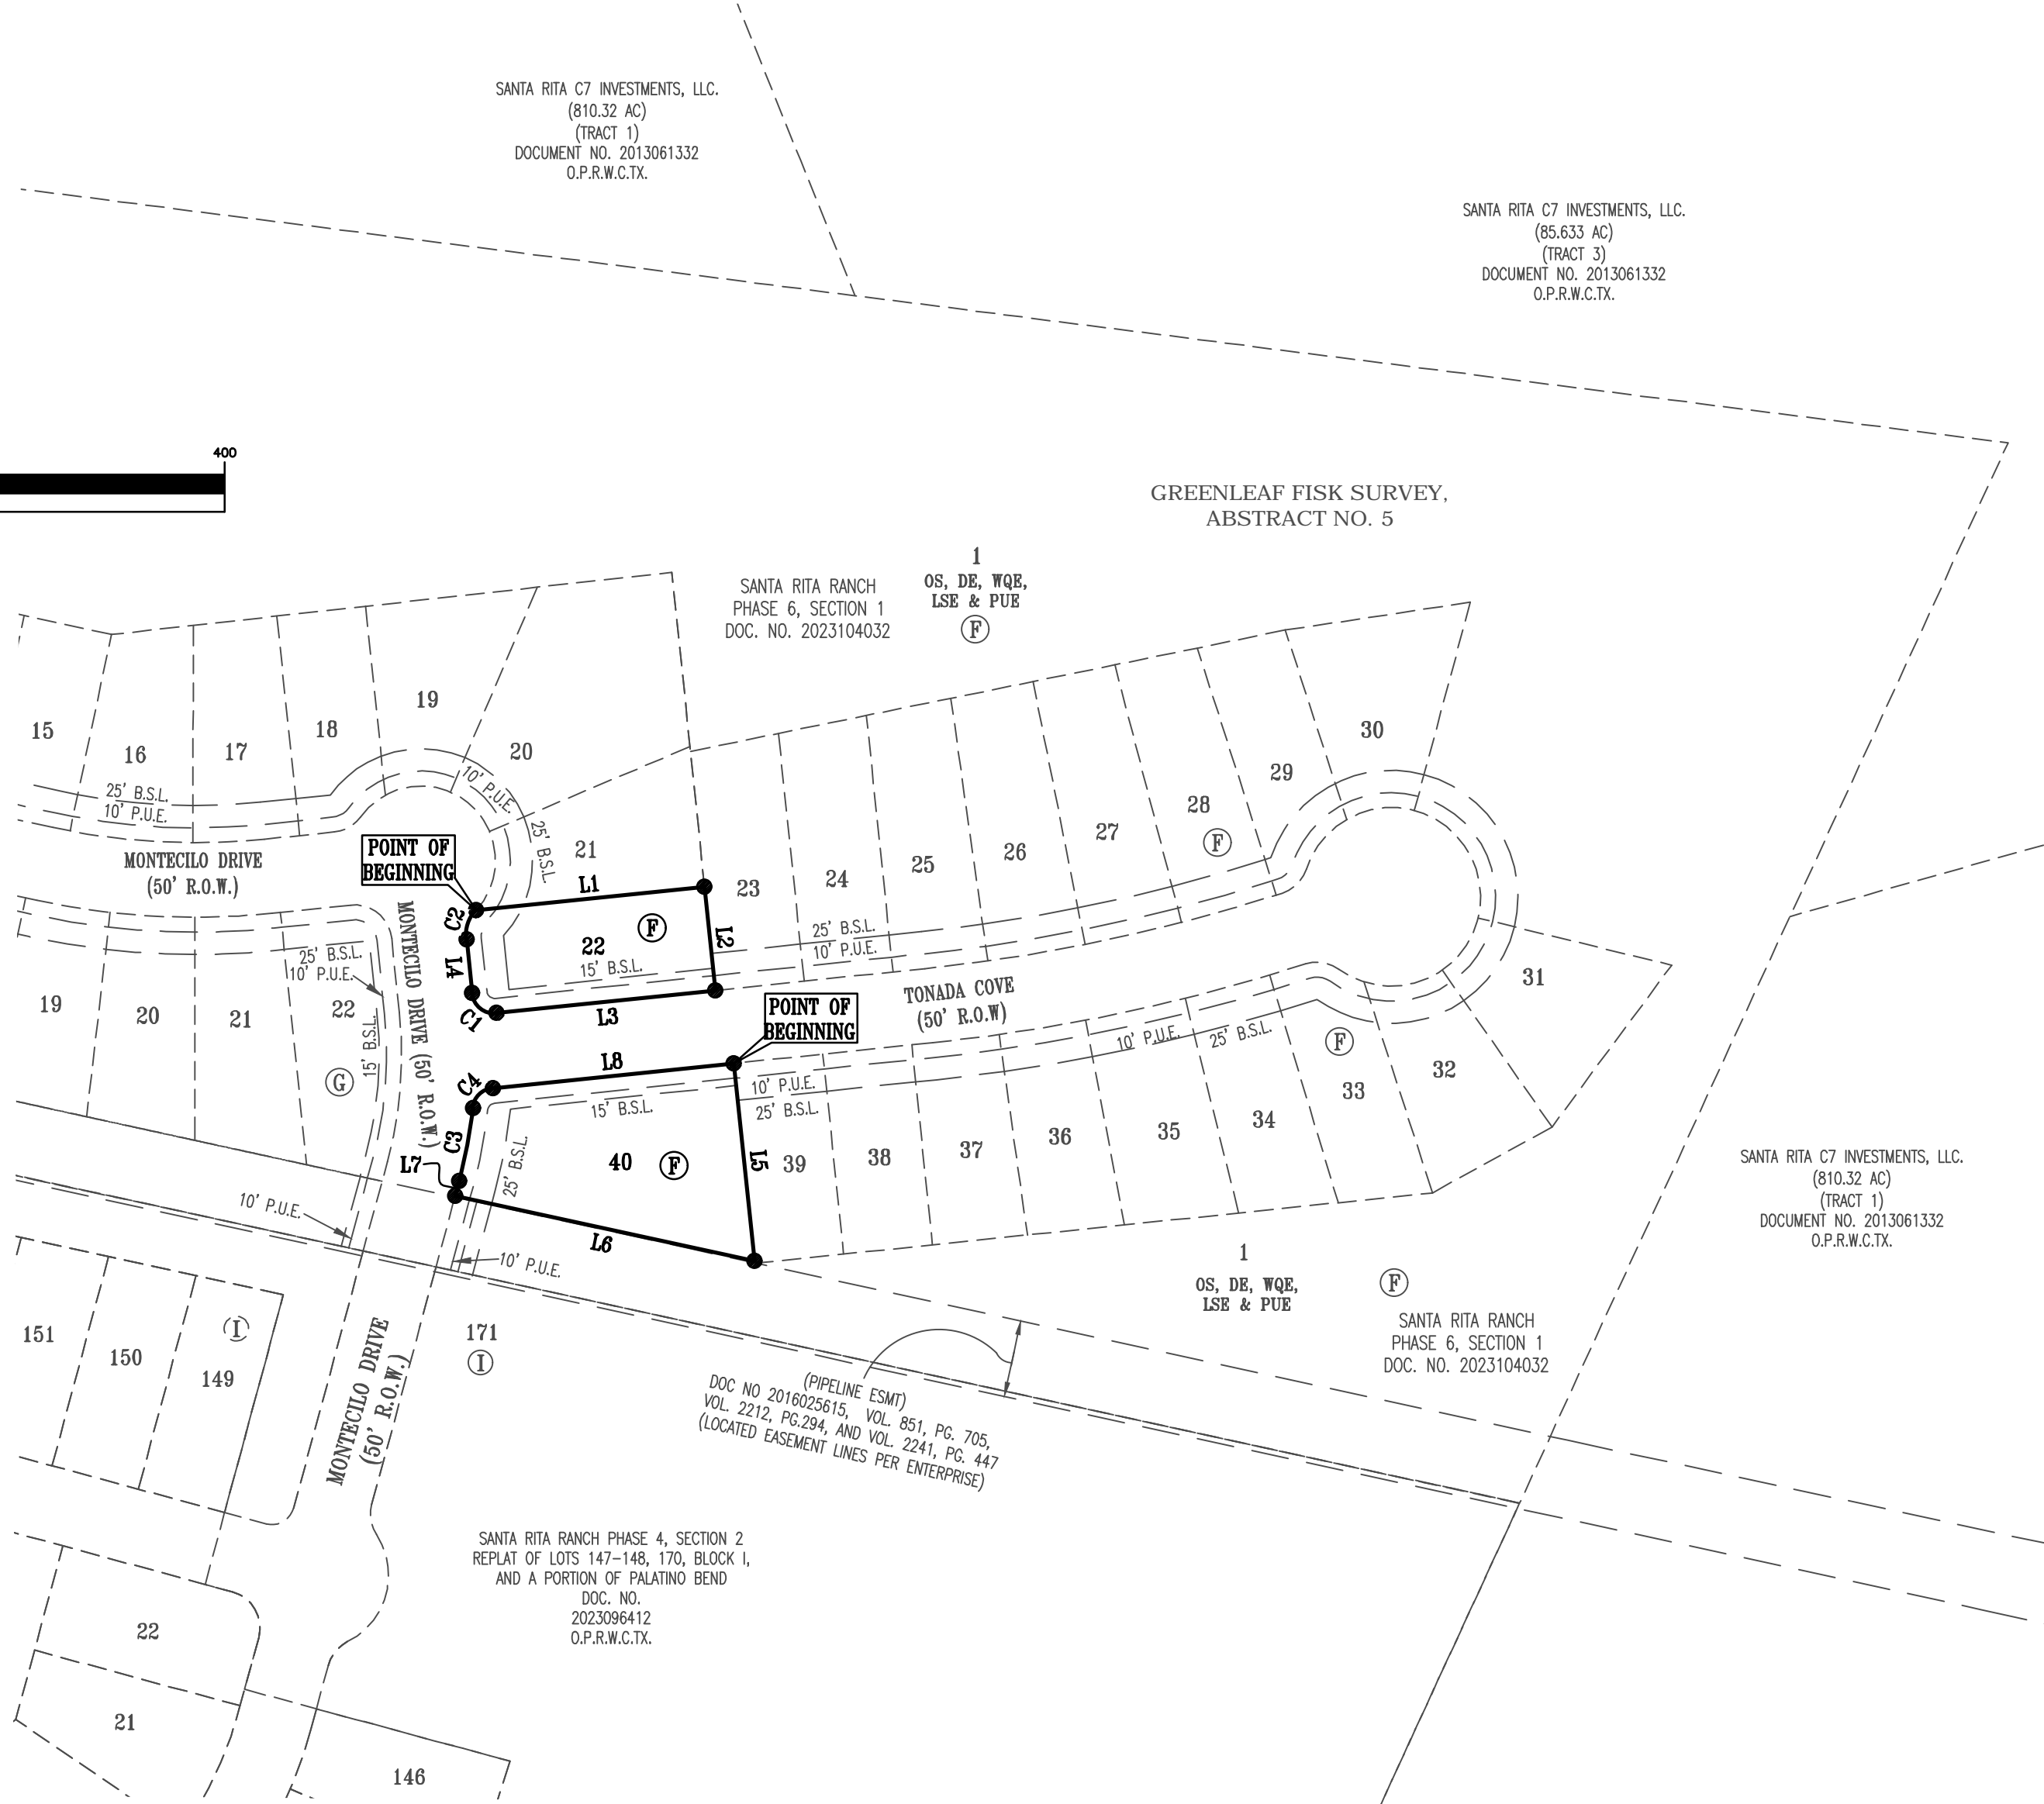 SANTA RITA C7 INVESTMENTS, LLC.
(810.32 AC)
(TRACT 1)
DOCUMENT NO. 2013061332
O.P.R.W.C.TX.
SANTA RITA C7 INVESTMENTS, LLC.
(85.633 AC)
(TRACT 3)
DOCUMENT NO. 2013061332
O.P.R.W.C.TX.
400
GREENLEAF FISK SURVEY,
ABSTRACT NO. 5
1
OS, DE, WQE,
LSE & PUE
F
SANTA RITA RANCH
PHASE 6, SECTION 1
DOC. NO. 2023104032
15
16
17
18
19
20
21
25' B.S.L.
10' P.U.E.
10' P.U.E.
25' B.S.L.
MONTECILO DRIVE
(50' R.O.W.)
POINT OF
BEGINNING
L1
L2
L3
L4
C1
C2
22
F
15' B.S.L.
23
24
25
26
27
28
29
30
F
25' B.S.L.
10' P.U.E.
MONTECILO DRIVE (50' R.O.W.)
25' B.S.L.
10' P.U.E.
15' B.S.L.
19
20
21
22
G
TONADA COVE
(50' R.O.W)
POINT OF
BEGINNING
L8
C4
C3
L7
L5
L6
15' B.S.L.
25' B.S.L.
40
F
10' P.U.E.
25' B.S.L.
10' P.U.E.
25' B.S.L.
31
32
33
34
35
36
37
38
39
F
10' P.U.E.
10' P.U.E.
SANTA RITA C7 INVESTMENTS, LLC.
(810.32 AC)
(TRACT 1)
DOCUMENT NO. 2013061332
O.P.R.W.C.TX.
1
OS, DE, WQE,
LSE & PUE
F
SANTA RITA RANCH
PHASE 6, SECTION 1
DOC. NO. 2023104032
151
150
149
I
171
I
MONTECILO DRIVE
(50' R.O.W.)
(PIPELINE ESMT)
DOC NO 2016025615, VOL. 851, PG. 705,
VOL. 2212, PG.294, AND VOL. 2241, PG. 447
(LOCATED EASEMENT LINES PER ENTERPRISE)
SANTA RITA RANCH PHASE 4, SECTION 2
REPLAT OF LOTS 147-148, 170, BLOCK I,
AND A PORTION OF PALATINO BEND
DOC. NO.
2023096412
O.P.R.W.C.TX.
22
21
146